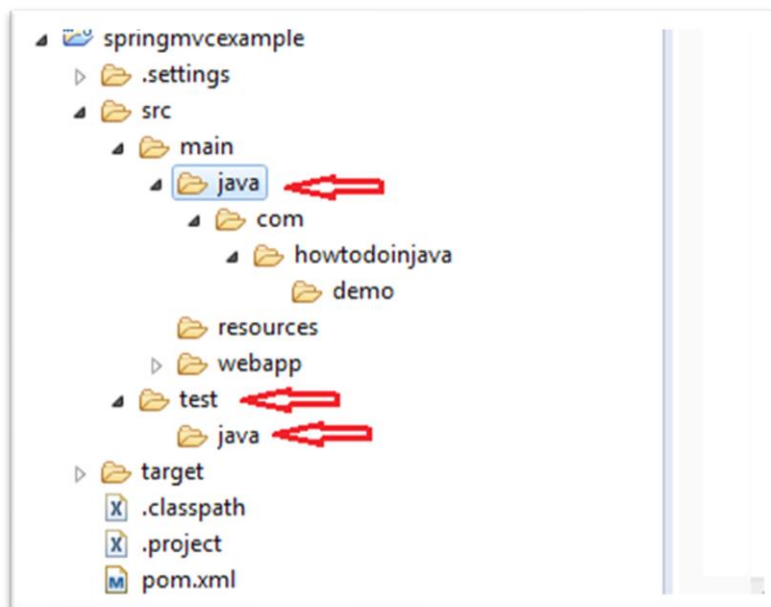 springmvcexample
.settings
src
main
java
com
howtodoinjava
demo
resources
webapp
test
java
target
.classpath
.project
pom.xml